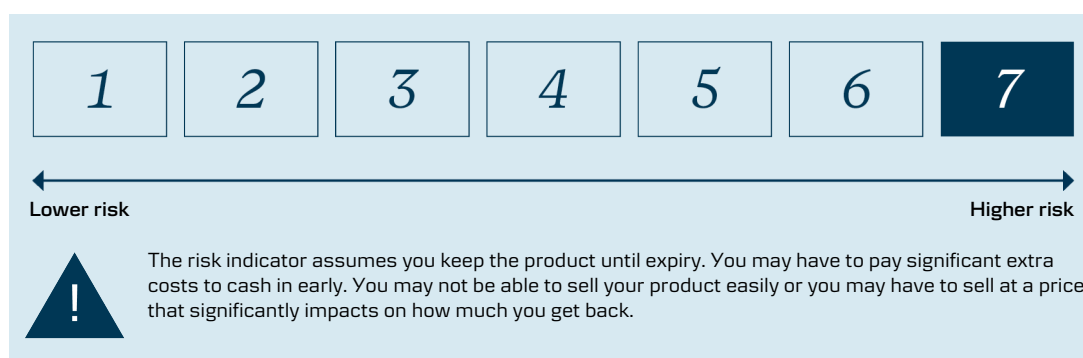 1 2 3 4 5 6 7
Lower risk Higher risk
! The risk indicator assumes you keep the product until expiry. You may have to pay significant extra
costs to cash in early. You may not be able to sell your product easily or you may have to sell at a price
that significantly impacts on how much you get back.